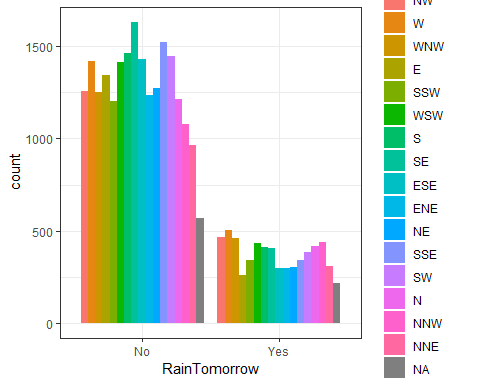 1500
1000
500
0
count
No
Yes
RainTomorrow
NW
W
WNW
E
SSW
WSW
S
SE
ESE
ENE
NE
SSE
SW
N
NNW
NNE
NA